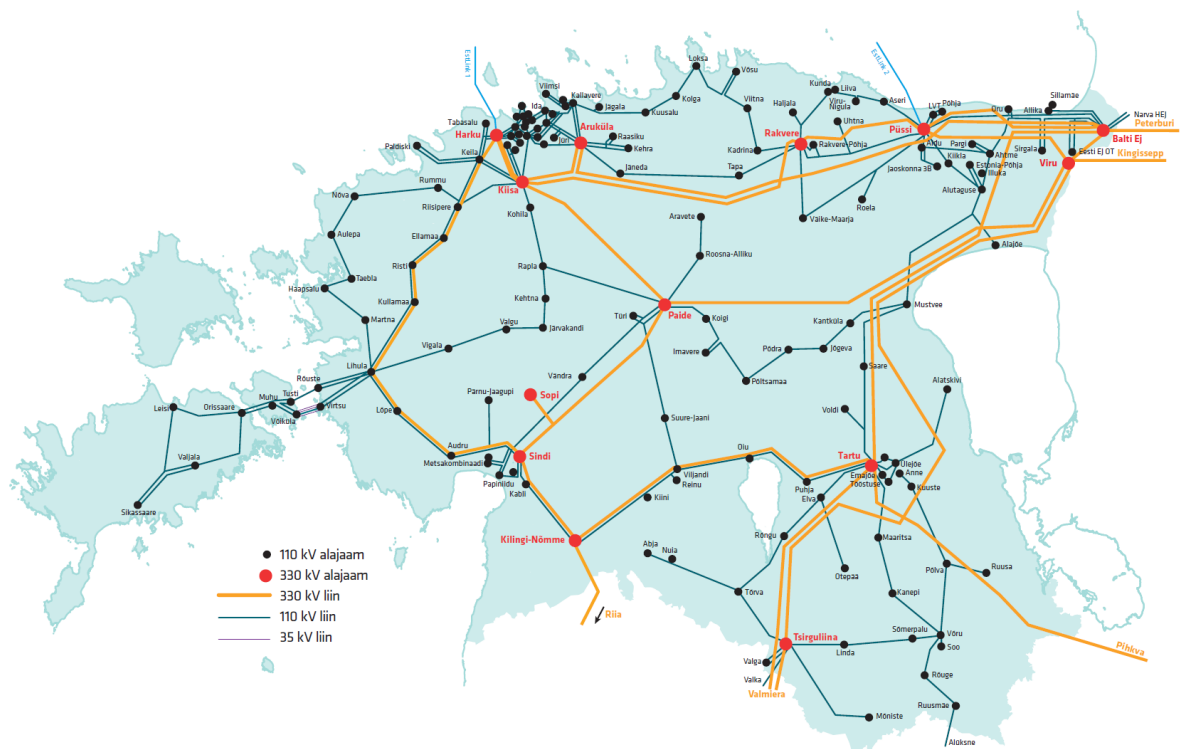 EstLink 1
EstLink 2
Loksa
Võsu
Viimsi
Kallavere
Ida
Jägala
Kolga
Kuusalu
Viitna
Kunda
Liiva
Haljala
Viru-
Nigula
Aseri
LVT
Põhja
Oru
Sillamäe
Allika
Narva HEJ
Peterburi
Balti Ej
Tabasalu
Harku
Jüri
Aruküla
Raasiku
Kehra
Rakvere
Uhtna
Püssi
Kadrina
Rakvere-Põhja
Aidu
Pargi
Sirgala
Eesti EJ OT
Kingissepp
Viru
Paldiski
Keila
Janeda
Tapa
Kiikla
Ahtme
Estonia-Põhja
Illuka
Jaoskonna 3B
Alutaguse
Kiisa
Rummu
Nõva
Riisipere
Kohila
Roela
Väike-Maarja
Aravete
Aulepa
Ellamaa
Alajõe
Roosna-Alliku
Risti
Rapla
Taebla
Haapsalu
Kullamaa
Kehtna
Paide
Mustvee
Martna
Türi
Koigi
Kantküla
Valgu
Järvakandi
Vigala
Imavere
Põdra
Jõgeva
Lihula
Saare
Rõuste
Vändra
Põltsamaa
Alatskivi
Tusti
Muhu
Parnu-Jaagupi
Sopi
Leisi
Orissaare
Virtsu
Võiküla
Lõpe
Voldi
Suure-Jaani
Audru
Sindi
Oiu
Tartu
Ülejõe
Valjala
Metsakombinaadi
Anne
Emajõe
Tööstuse
Papiniidu
Viljandi
Reinu
Puhja
Elva
Kuuste
Kabli
Kiini
Sikassaare
Kilingi-Nõmme
Rõngu
Maaritsa
110 kV alajaam
Abja
Nuia
330 kV alajaam
Otepää
Põlva
Ruusa
330 kV liin
Tõrva
Kanepi
110 kV liin
Riia
35 kV liin
Tsirguliina
Sõmerpalu
Võru
Linda
Soo
Pihkva
Valga
Valka
Rõuge
Valmiera
Ruusmäe
Mõniste
Alūksne